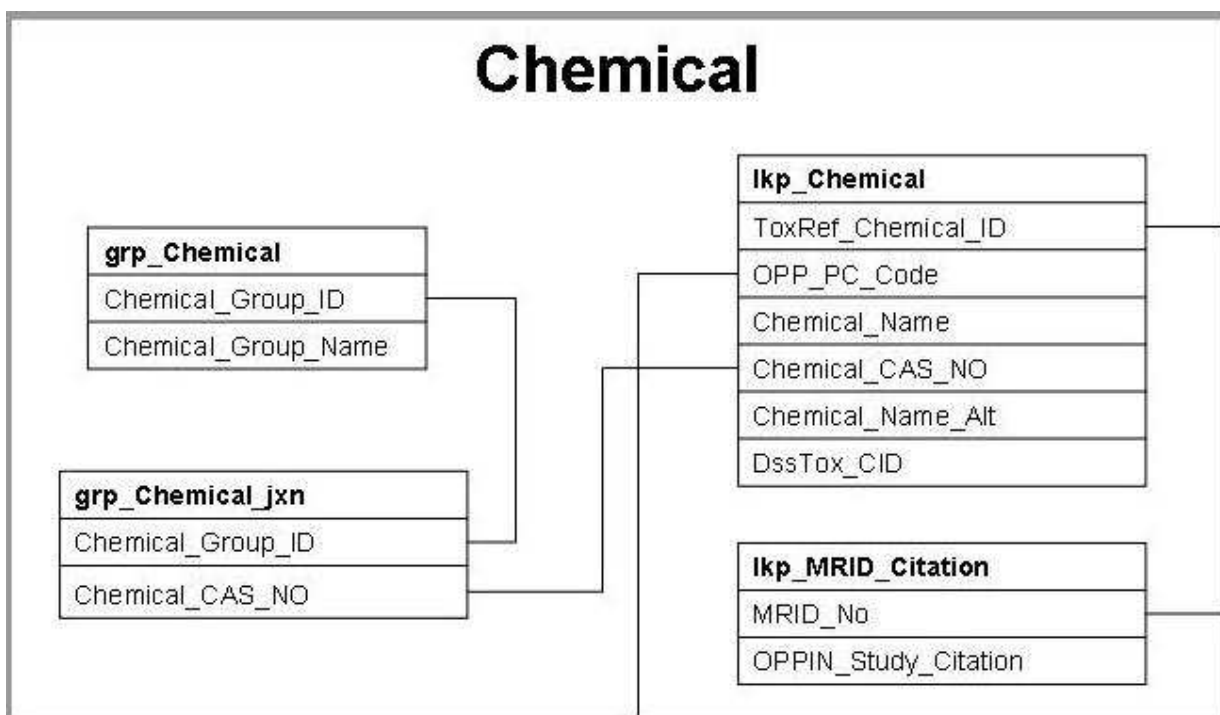 Chemical
grp_Chemical
Chemical_Group_ID
Chemical_Group_Name
grp_Chemical_jxn
Chemical_Group_ID
Chemical_CAS_NO
lkp_Chemical
ToxRef_Chemical_ID
OPP_PC_Code
Chemical_Name
Chemical_CAS_NO
Chemical_Name_Alt
DssTox_CID
lkp_MRID_Citation
MRID_No
OPPIN_Study_Citation